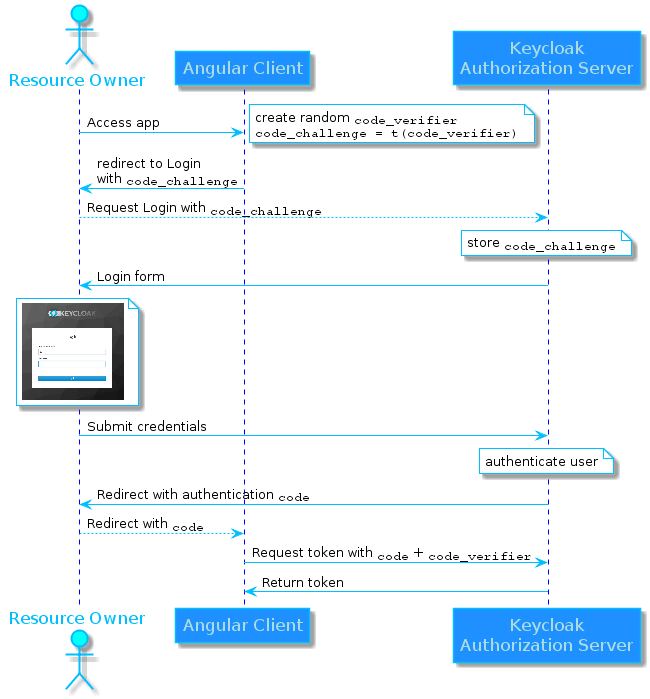 Resource Owner
Angular Client
Keycloak
Authorization Server
Access app
create random code_verifier
code_challenge = t(code_verifier)
redirect to Login
with code_challenge
Request Login with code_challenge
store code_challenge
Login form
KEYCLOAK
Submit credentials
authenticate user
Redirect with authentication code
Redirect with code
Request token with code + code_verifier
Return token
Resource Owner
Angular Client
Keycloak
Authorization Server